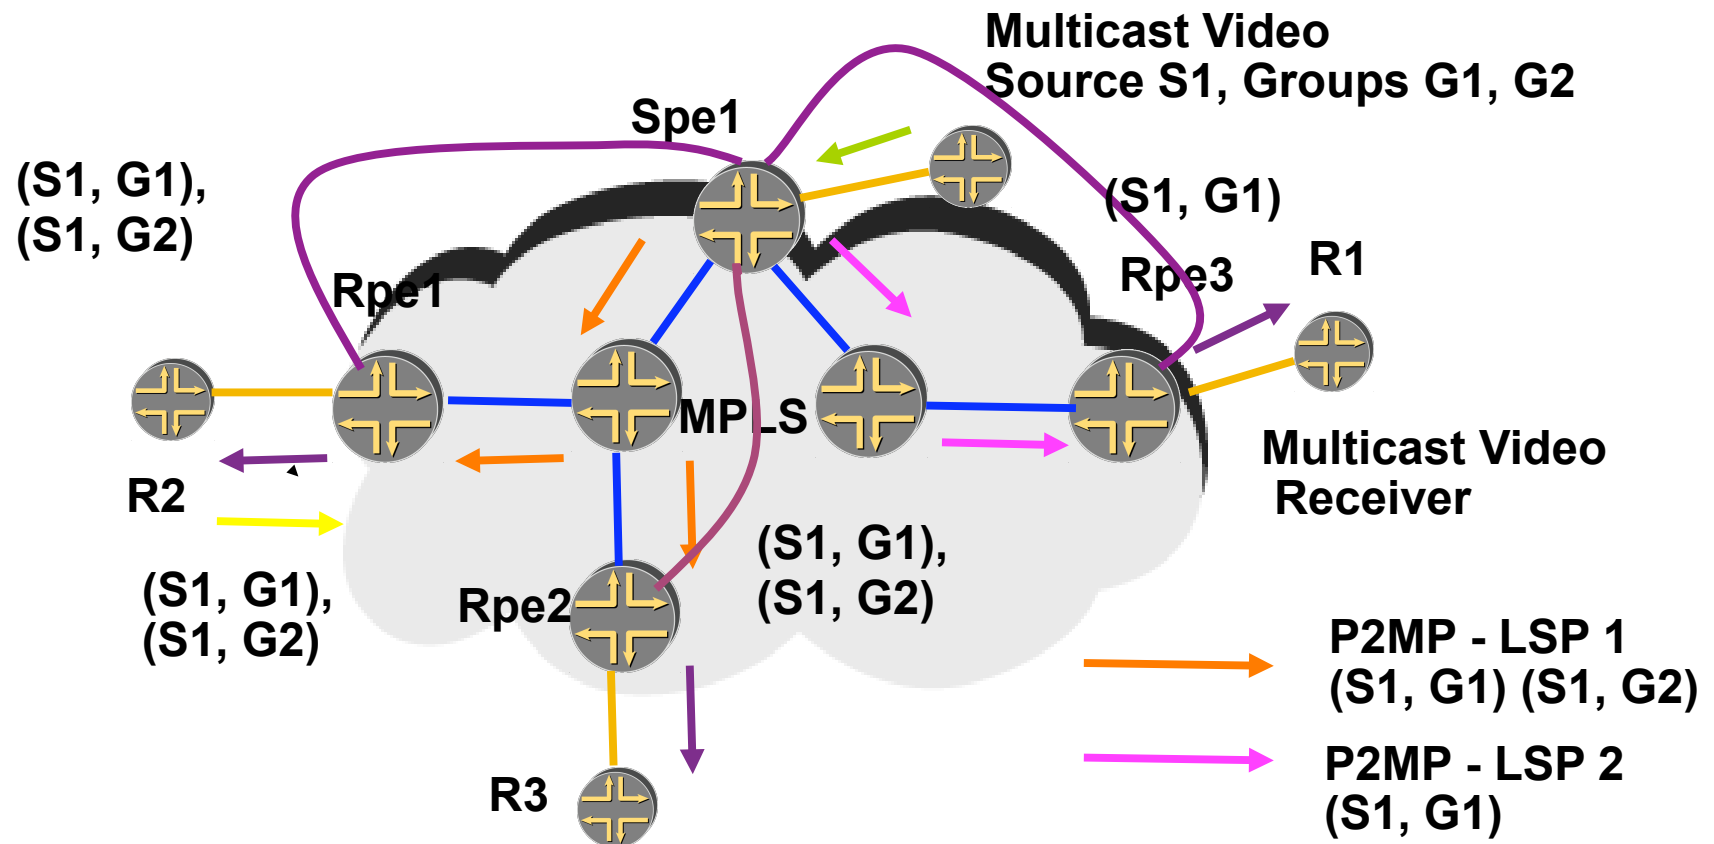 Multicast Video
Source S1, Groups G1, G2
Spe1
(S1, G1),
(S1, G2)
(S1, G1)
Rpe1
Rpe3
R1
MPLS
R2
Multicast Video
Receiver
(S1, G1),
(S1, G2)
(S1, G1),
(S1, G2)
Rpe2
P2MP - LSP 1
(S1, G1) (S1, G2)
R3
P2MP - LSP 2
(S1, G1)